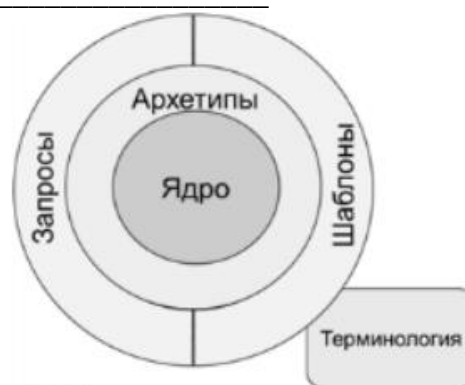 Архетипы
Запросы
Ядро
Шаблоны
Терминология